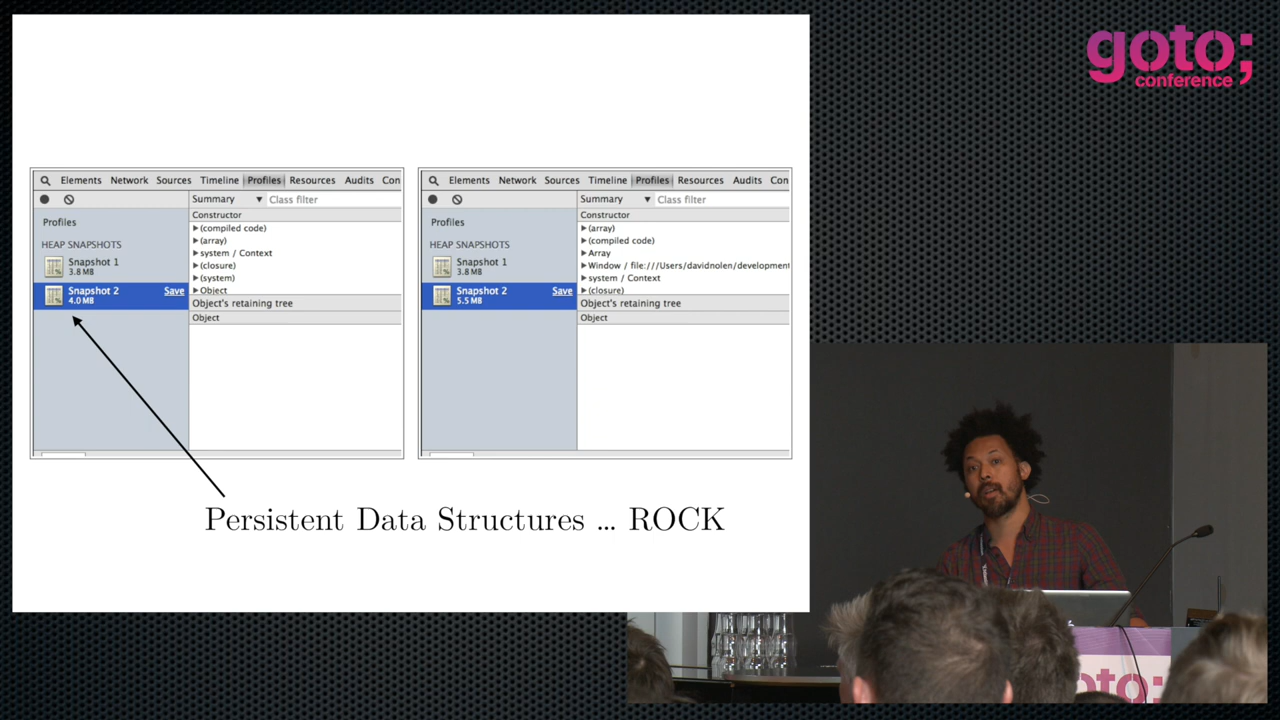 goto;
conference
Elements Network Sources Timeline Profiles Resources Audits Con
Summary ▼ Class filter
Profiles
Constructor
HEAP SNAPSHOTS
▶(compiled code)
▶(array)
▶system / Context
▶(closure)
▶(system)
▶Object
Snapshot 1
3.8 MB
Snapshot 2 Save
4.0 MB
Object's retaining tree
Object
Elements Network Sources Timeline Profiles Resources Audits Con
Summary ▼ Class filter
Profiles
Constructor
HEAP SNAPSHOTS
▶(array)
▶(compiled code)
▶Array
▶Window / file:///Users/davidnolen/development
▶system / Context
▶(closure)
Snapshot 1
3.8 MB
Snapshot 2 Save
5.5 MB
Object's retaining tree
Object
Persistent Data Structures ... ROCK
oto;